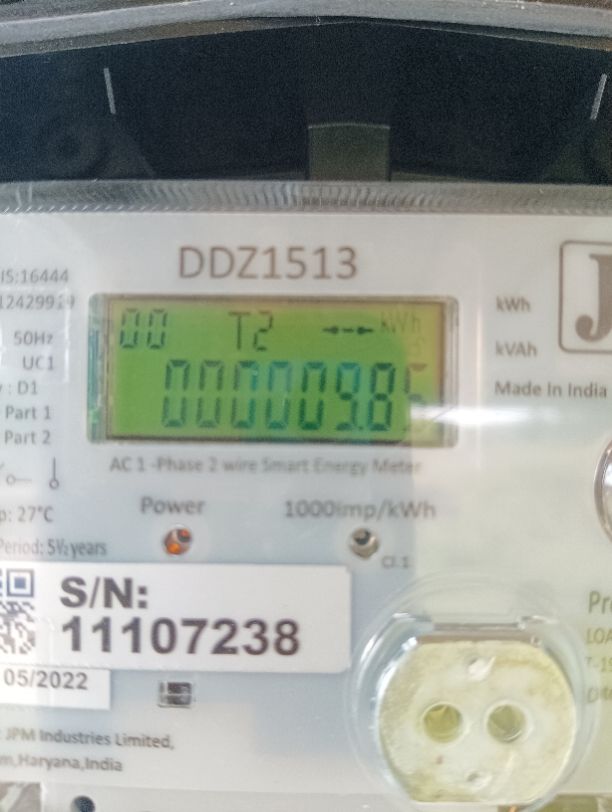 DDZ1513
IS:16444
kWh
50Hz
00 T2 kWh
UC1
kVAh
: D1
000009.85
Made In India
Part 1
Part 2
AC 1 -Phase 2 wire Smart Energy Meter
: 27°C
Power
1000imp/kWh
Period: 5½ years
Cl.1
S/N:
11107238
05/2022
JPM Industries Limited,
Haryana,India